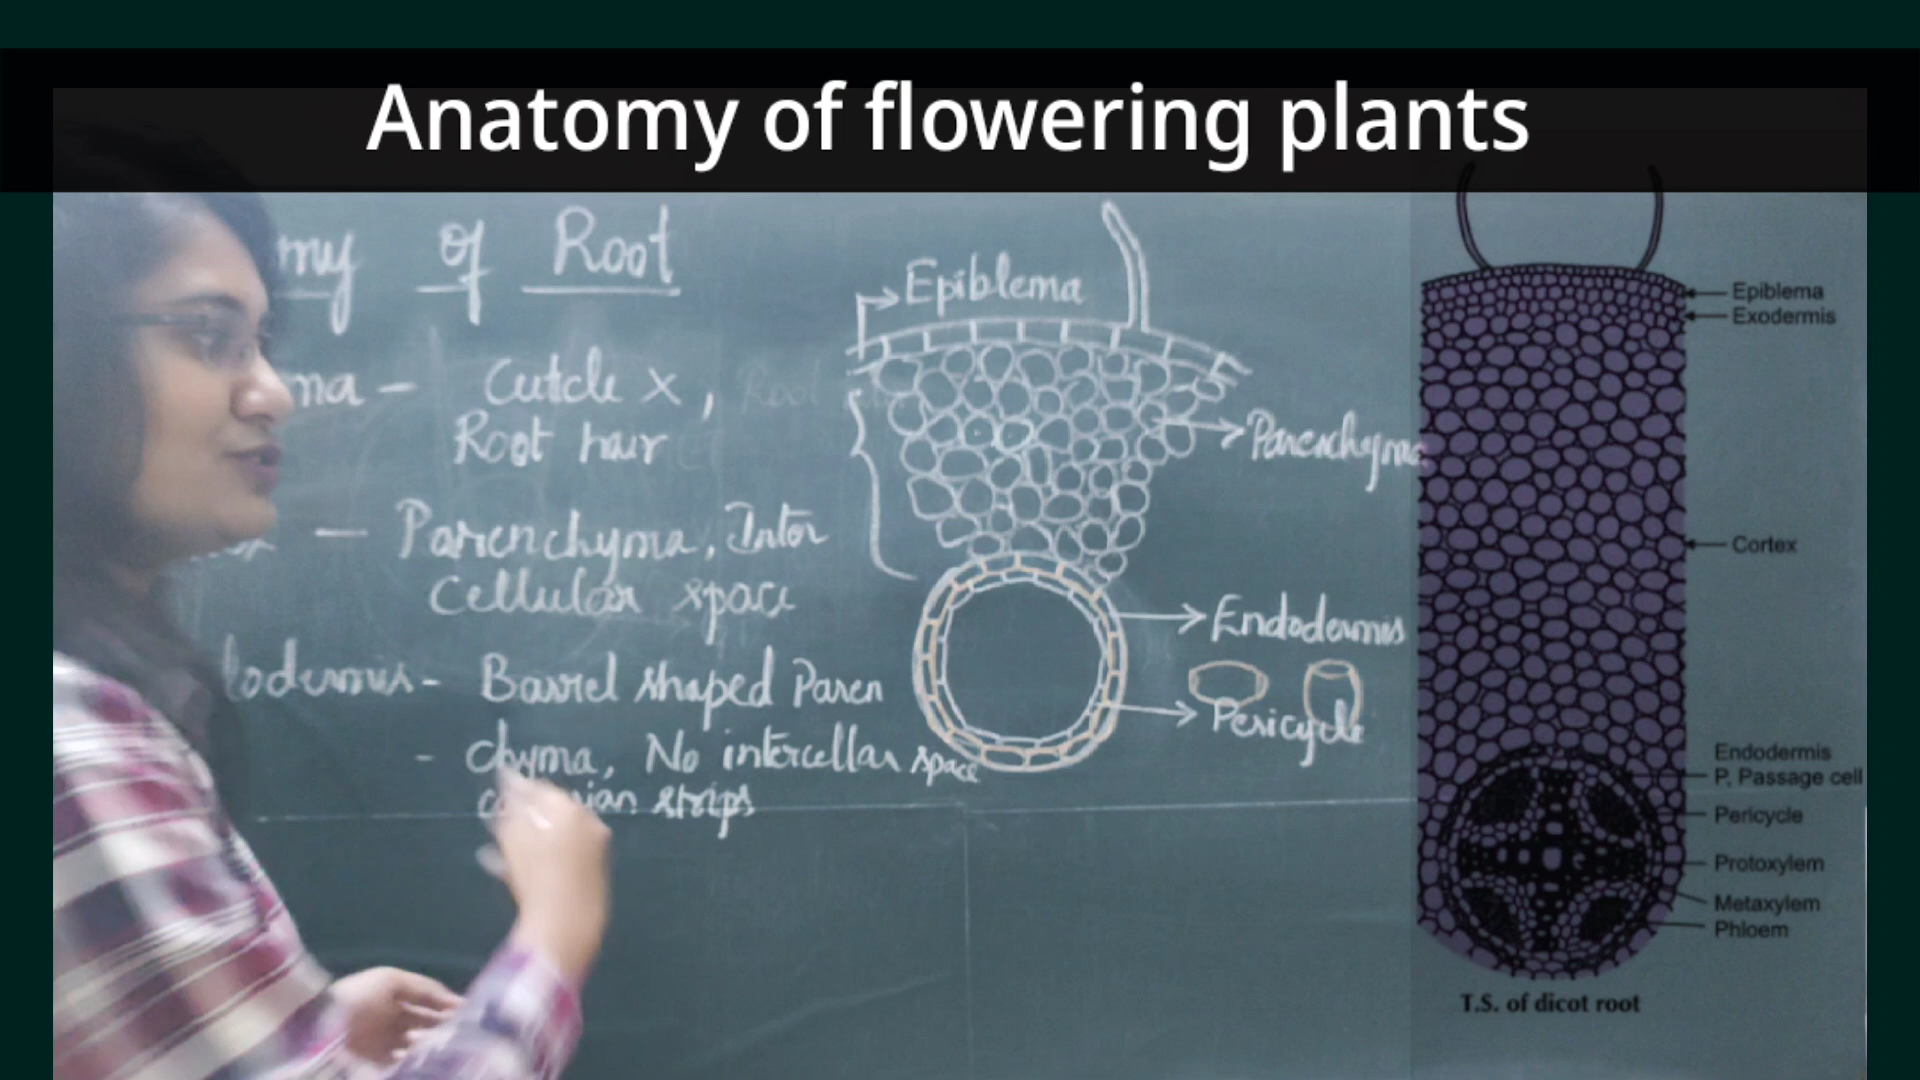 Anatomy of flowering plants
my of Root
ma - Cutcle X,
Root hair
- Parenchyma, Inter
Cellular space
lodermis - Barrel shaped Paren
- chyma, No intercellar space
strips
Epiblema
Parenchyma
Endodermis
Pericycle
Epiblema
Exodermis
Cortex
Endodermis
P. Passage cell
Pericycle
Protoxylem
Metaxylem
Phloem
T.S. of dicot root